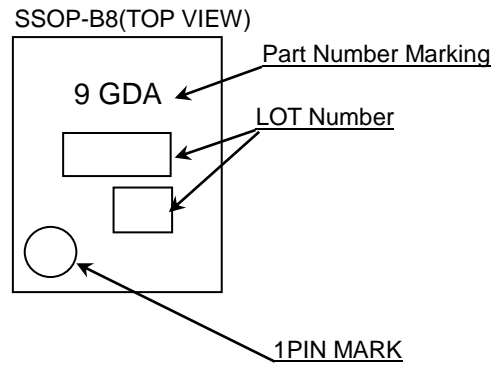 SSOP-B8(TOP VIEW)
Part Number Marking
9 GDA
LOT Number
1PIN MARK